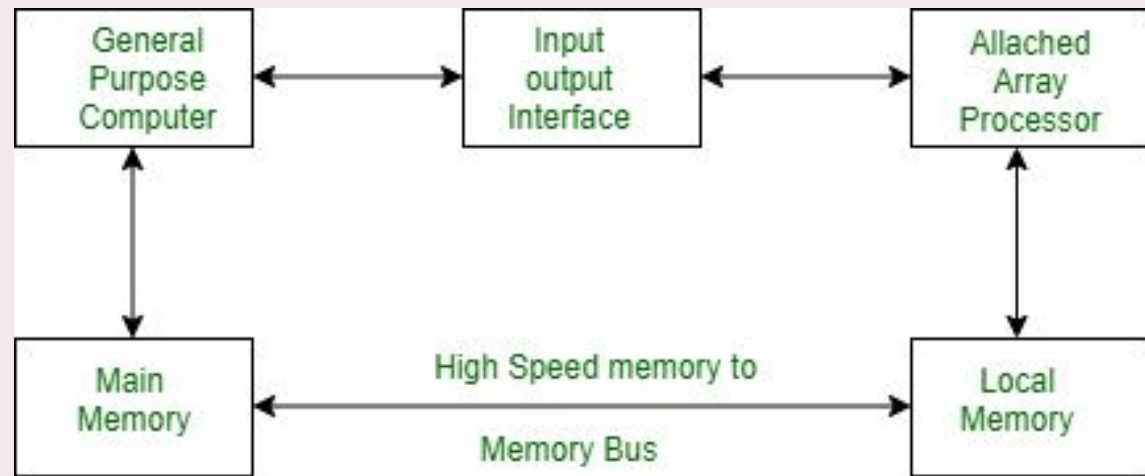 General
Purpose
Computer
Input
output
Interface
Allached
Array
Processor
Main
Memory
High Speed memory to
Memory Bus
Local
Memory